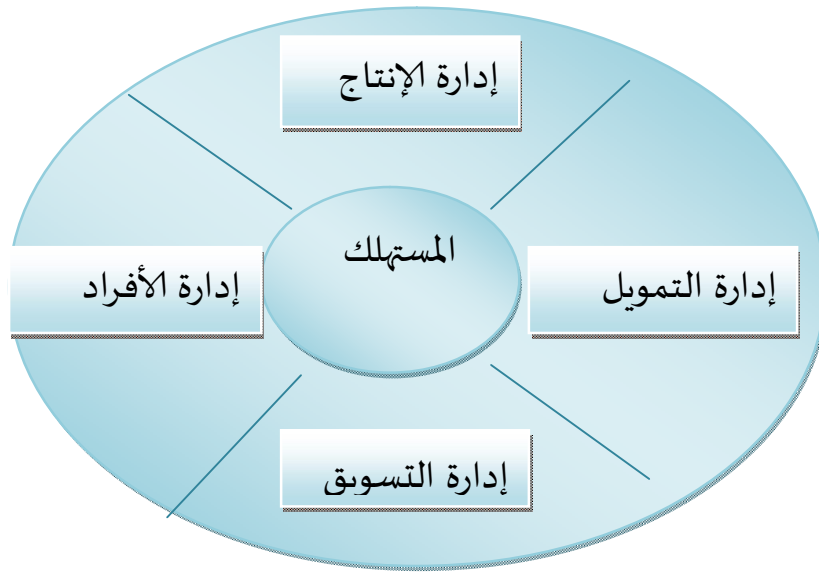 إدارة الإنتاج
المستهلك
إدارة التمويل
إدارة الأفراد
إدارة التسويق